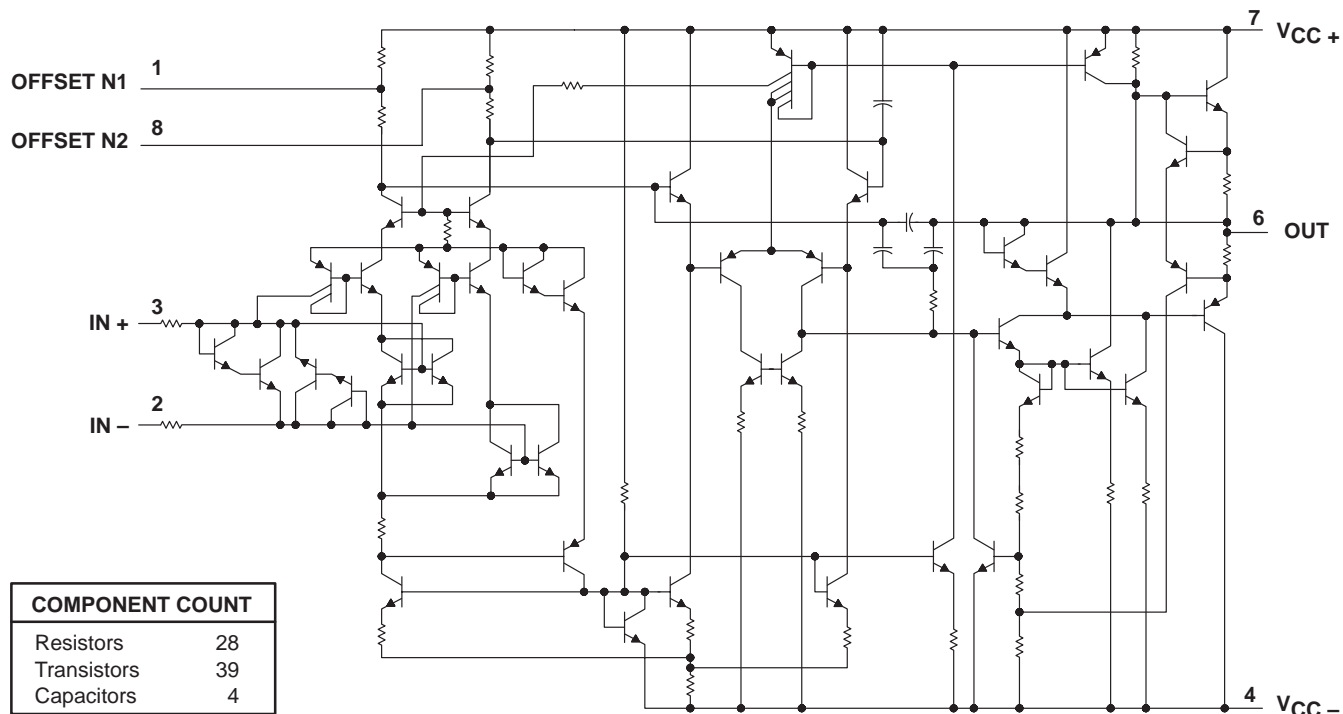 7
VCC +
1
OFFSET N1
8
OFFSET N2
6
OUT
3
IN +
2
IN –
4
VCC –
COMPONENT COUNT
Resistors 28
Transistors 39
Capacitors 4